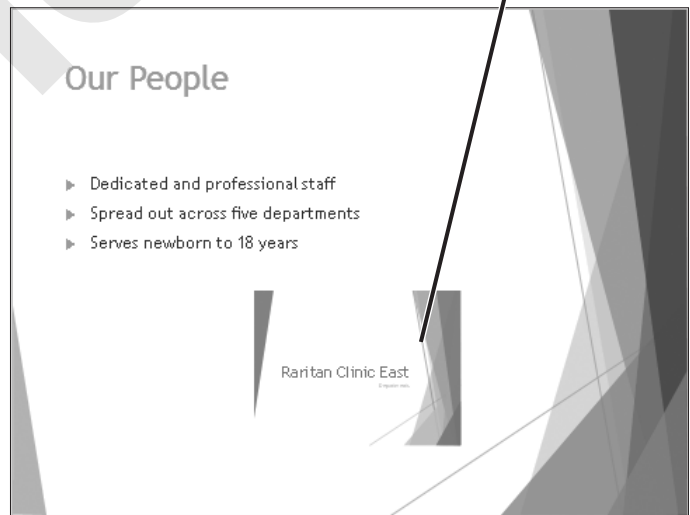 Our People
Dedicated and professional staff
Spread out across five departments
Serves newborn to 18 years
Raritan Clinic East